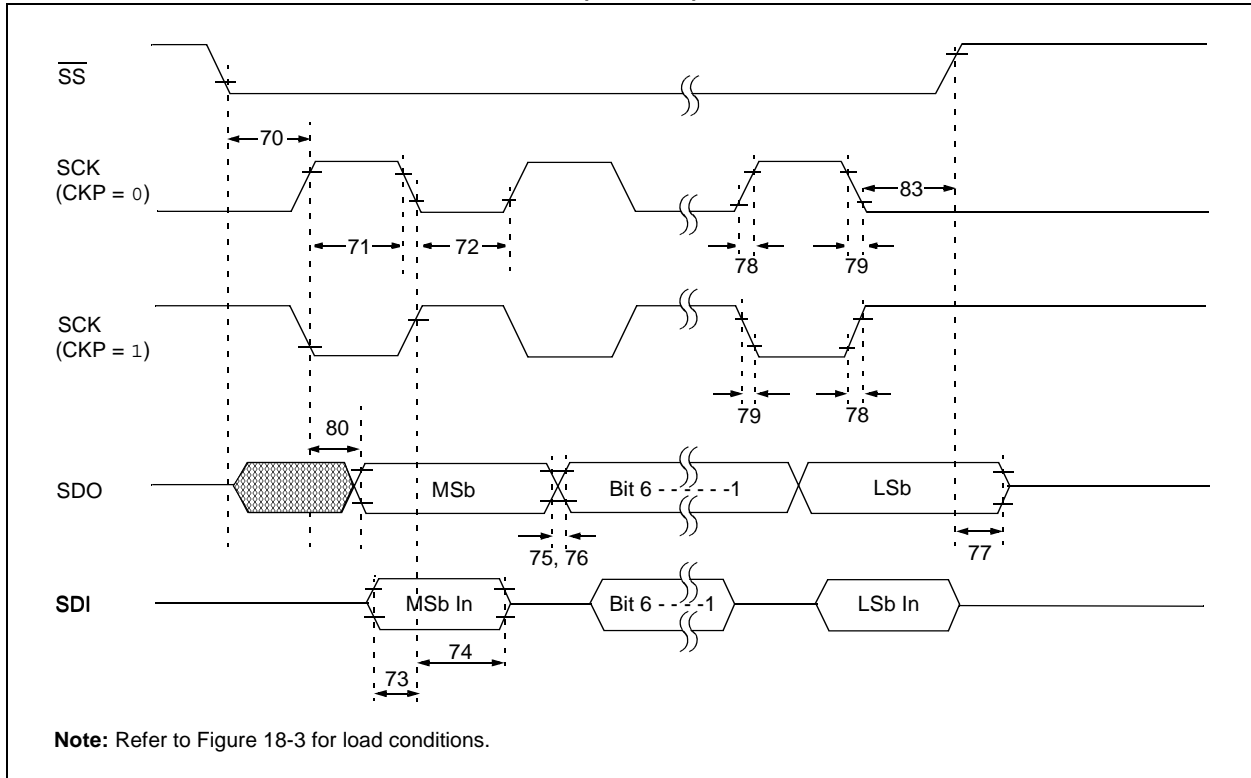 SS
70
SCK
(CKP = 0)
83
71
72
78
79
SCK
(CKP = 1)
79
78
80
SDO
MSb
Bit 6 - - - - - -1
LSb
75, 76
77
SDI
MSb In
Bit 6 - - - -1
LSb In
74
73
Note: Refer to Figure 18-3 for load conditions.